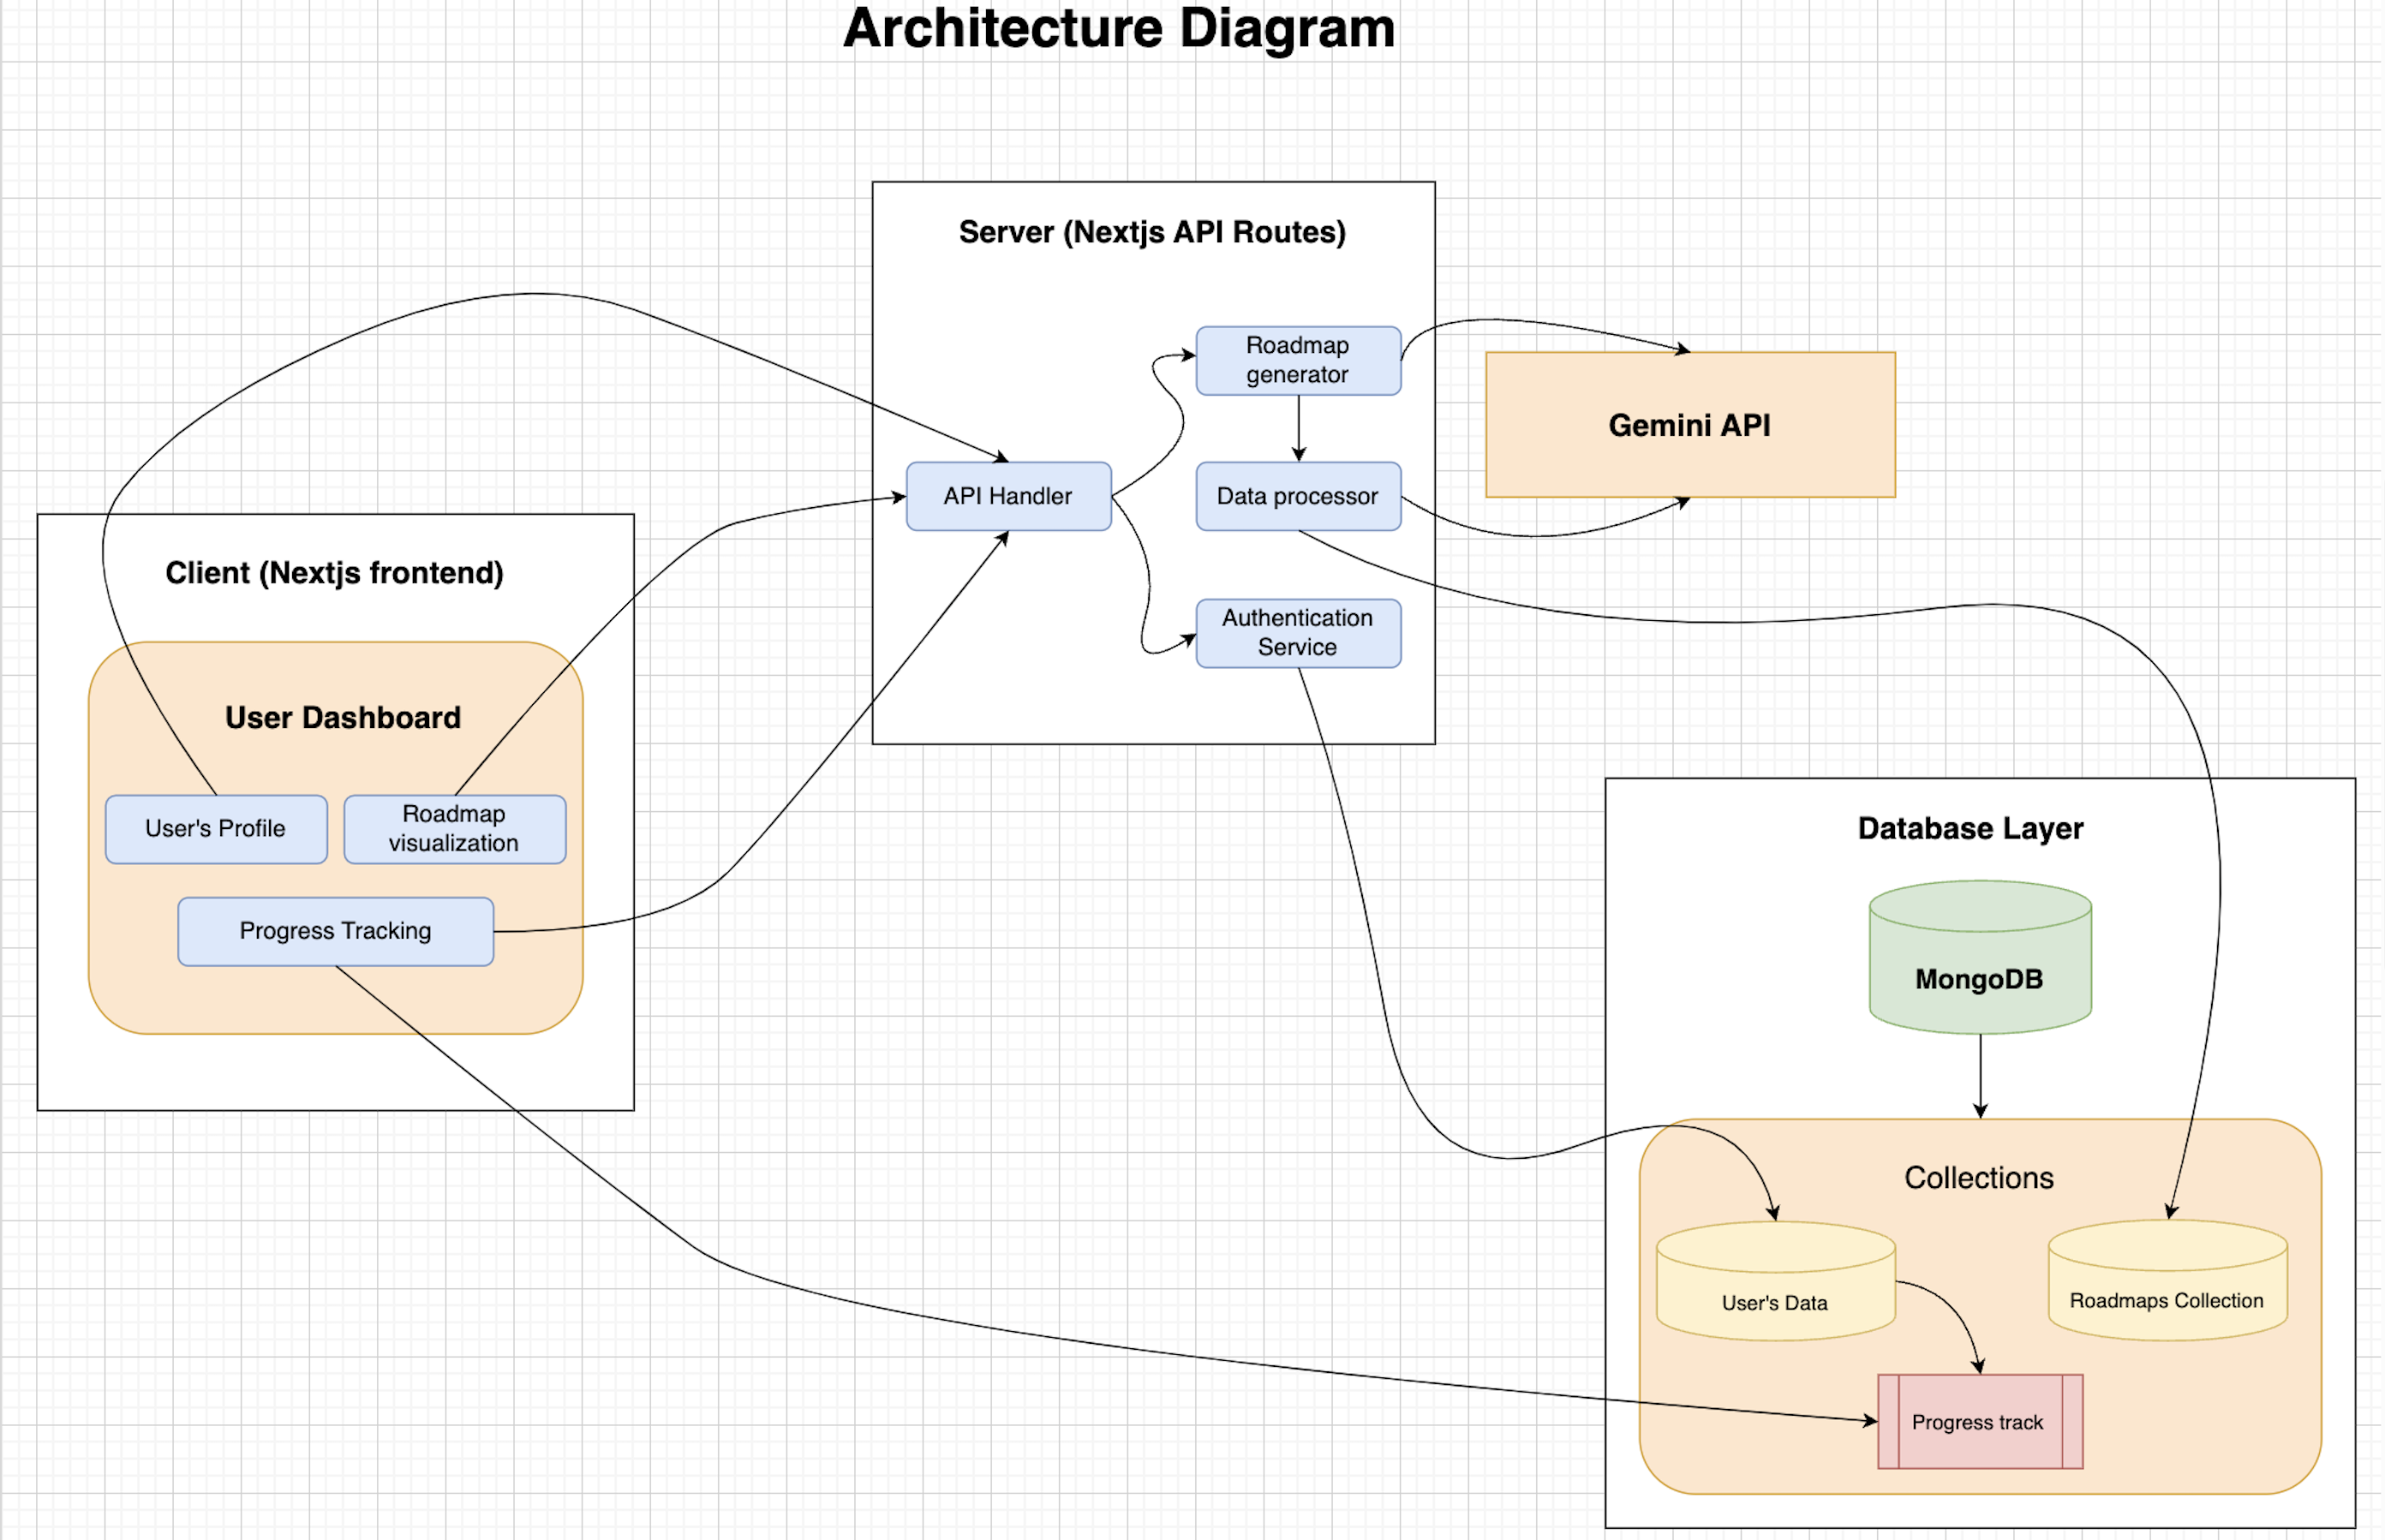 Architecture Diagram
Server (Nextjs API Routes)
Roadmap
generator
Gemini API
API Handler
Data processor
Authentication
Service
Client (Nextjs frontend)
User Dashboard
User's Profile
Roadmap
visualization
Progress Tracking
Database Layer
MongoDB
Collections
User's Data
Roadmaps Collection
Progress track